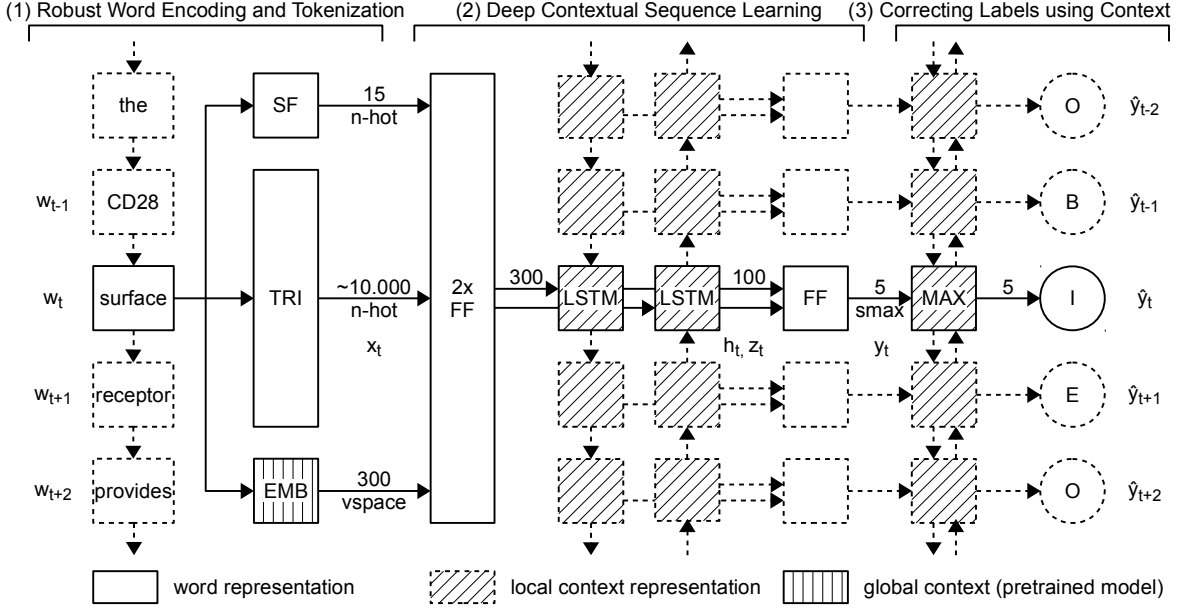 (1) Robust Word Encoding and Tokenization (2) Deep Contextual Sequence Learning (3) Correcting Labels using Context
the SF 15 n-hot O ŷt-2
wt-1 CD28 B ŷt-1
wt surface TRI ~10.000 n-hot 2x FF 300 LSTM LSTM 100 FF 5 smax MAX 5 I ŷt
xt ht, zt yt
wt+1 receptor E ŷt+1
wt+2 provides EMB 300 vspace O ŷt+2
word representation local context representation global context (pretrained model)